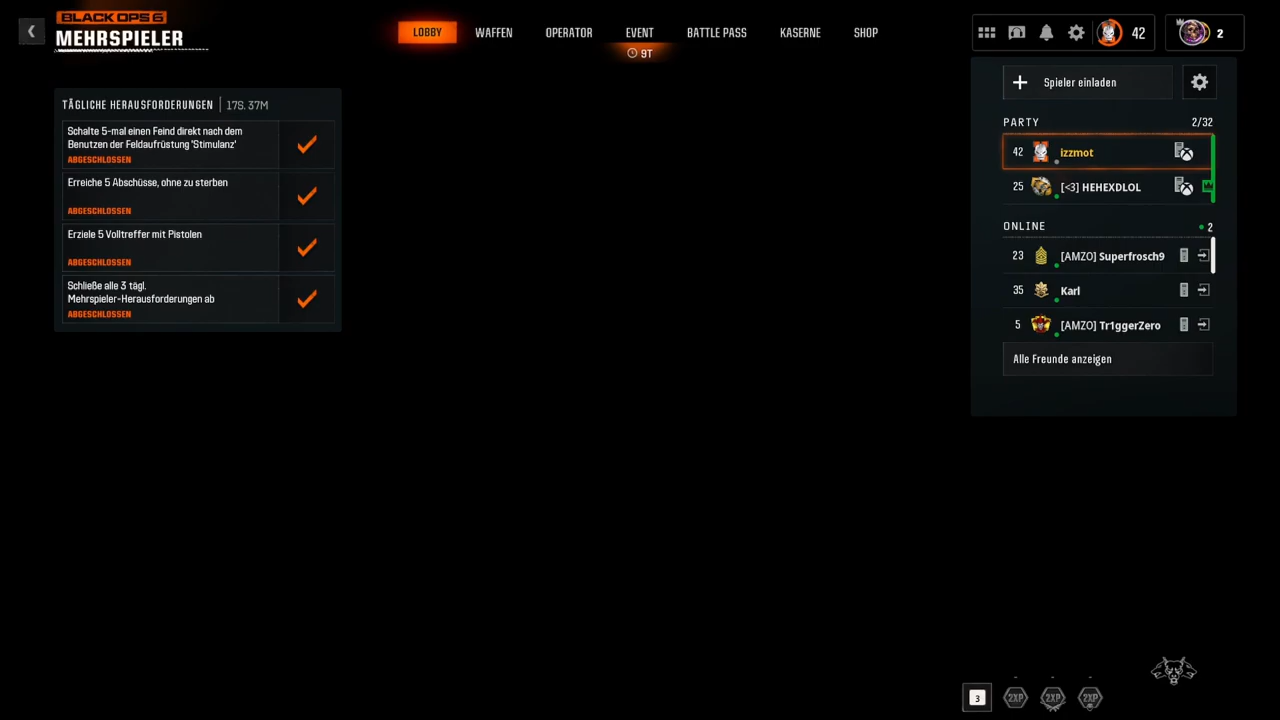 BLACK OPS 6
MEHRSPIELER
LOBBY WAFFEN OPERATOR EVENT BATTLE PASS KASERNE SHOP
9T
42
2
TÄGLICHE HERAUSFORDERUNGEN | 17S. 37M
Schalte 5-mal einen Feind direkt nach dem
Benutzen der Feldaufrüstung 'Stimulanz'
ABGESCHLOSSEN
Erreiche 5 Abschüsse, ohne zu sterben
ABGESCHLOSSEN
Erziele 5 Volltreffer mit Pistolen
ABGESCHLOSSEN
Schließe alle 3 tägl.
Mehrspieler-Herausforderungen ab
ABGESCHLOSSEN
Spieler einladen
PARTY 2/32
42 izzmot
25 [<3] HEHEXDLOL
ONLINE 2
23 [AMZO] Superfrosch9
35 Karl
5 [AMZO] Tr1ggerZero
Alle Freunde anzeigen
3 2XP 2XP 2XP